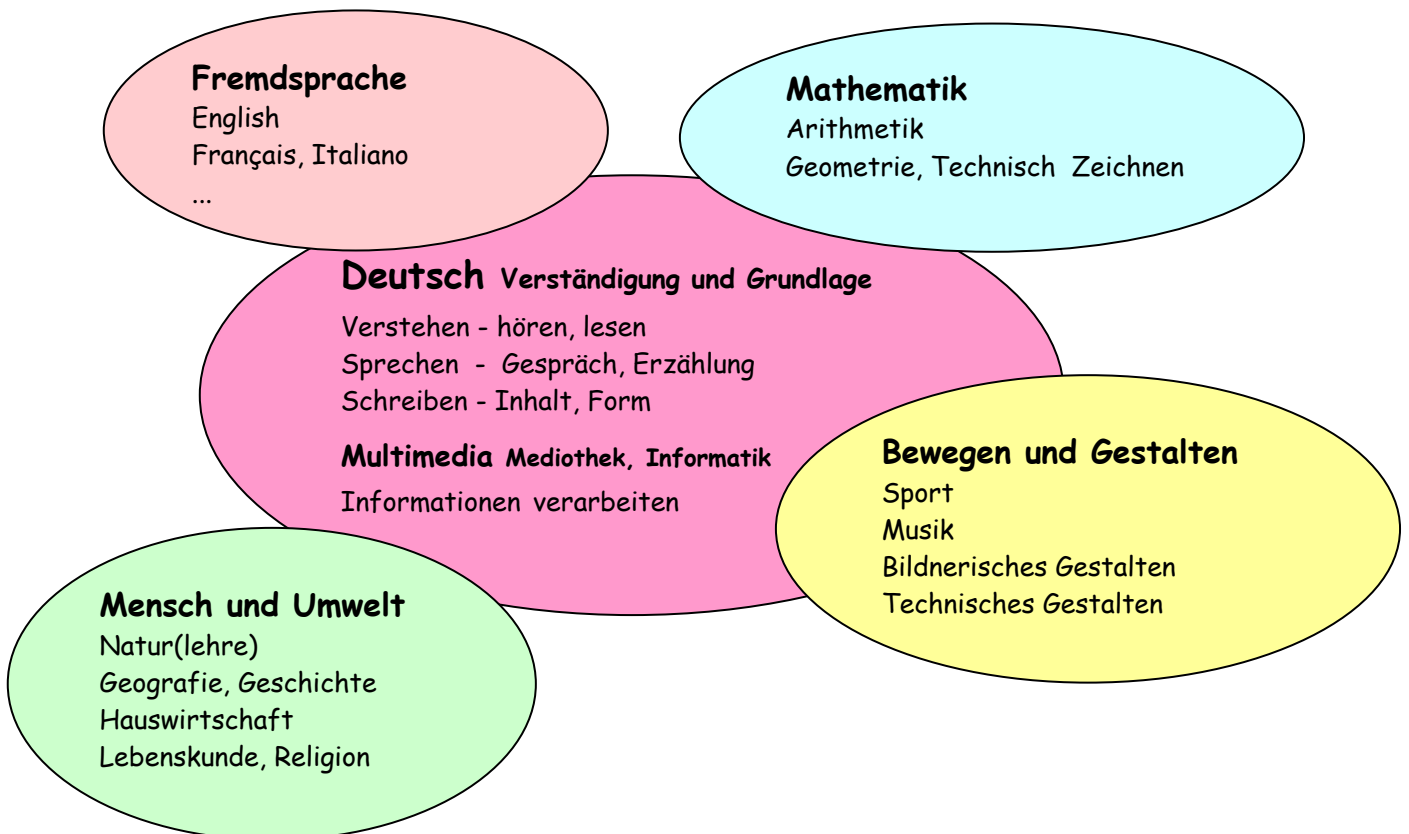 Fremdsprache
English
Français, Italiano
...
Mathematik
Arithmetik
Geometrie, Technisch Zeichnen
Deutsch Verständigung und Grundlage
Verstehen - hören, lesen
Sprechen - Gespräch, Erzählung
Schreiben - Inhalt, Form
Multimedia Mediothek, Informatik
Informationen verarbeiten
Bewegen und Gestalten
Sport
Musik
Bildnerisches Gestalten
Technisches Gestalten
Mensch und Umwelt
Natur(lehre)
Geografie, Geschichte
Hauswirtschaft
Lebenskunde, Religion